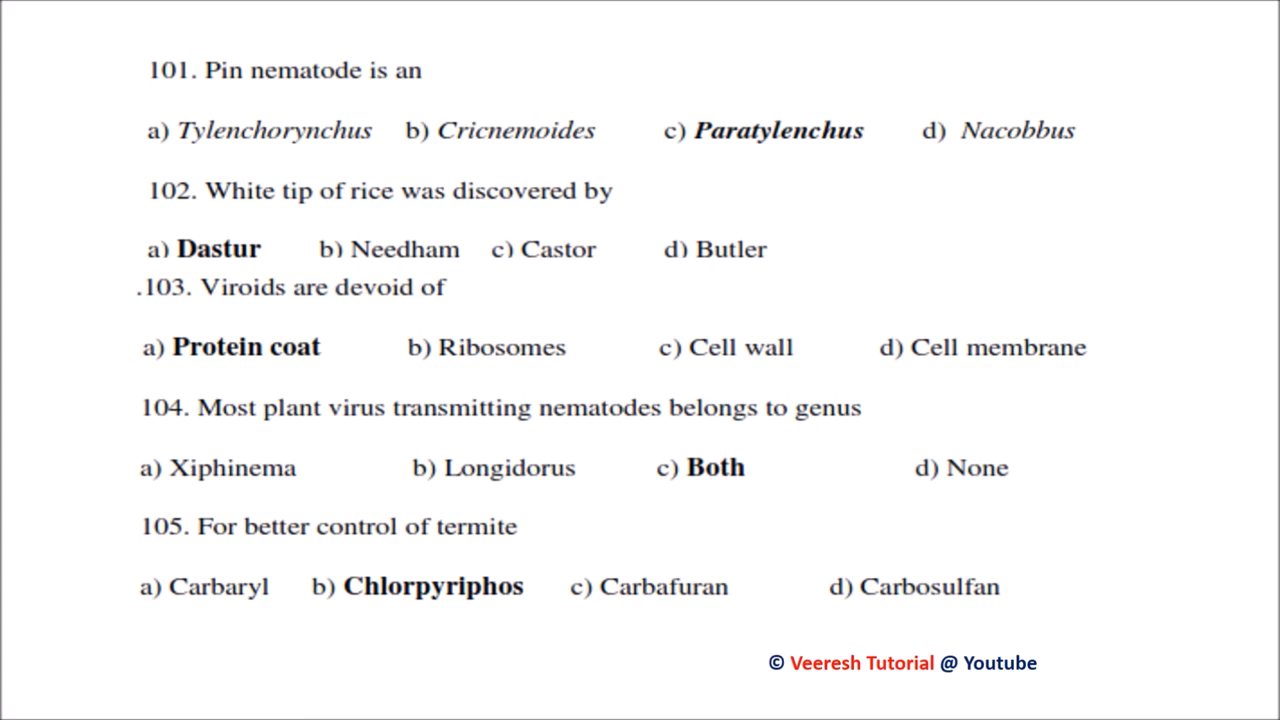 101. Pin nematode is an
a) Tylenchorynchus b) Cricnemoides c) Paratylenchus d) Nacobbus
102. White tip of rice was discovered by
a) Dastur b) Needham c) Castor d) Butler
.103. Viroids are devoid of
a) Protein coat b) Ribosomes c) Cell wall d) Cell membrane
104. Most plant virus transmitting nematodes belongs to genus
a) Xiphinema b) Longidorus c) Both d) None
105. For better control of termite
a) Carbaryl b) Chlorpyriphos c) Carbafuran d) Carbosulfan
© Veeresh Tutorial @ Youtube